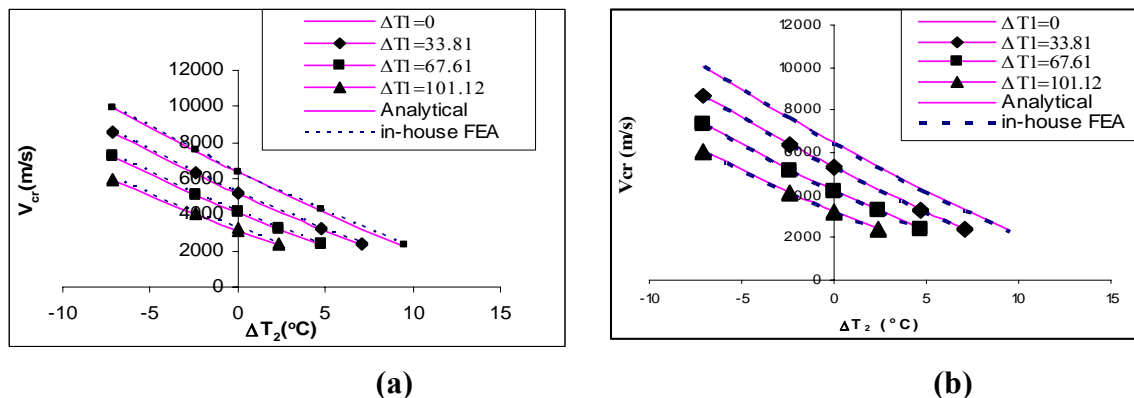 ΔT1=0
ΔT1=33.81
ΔT1=67.61
ΔT1=101.12
Analytical
in-house FEA
12000
10000
8000
6000
4000
2000
0
V_cr(m/s)
-10 -5 0 5 10 15
ΔT₂(°C)
(a)
ΔT1=0
ΔT1=33.81
ΔT1=67.61
ΔT1=101.12
Analytical
in-house FEA
12000
10000
8000
6000
4000
2000
0
Vcr (m/s)
-10 -5 0 5 10 15
ΔT₂ (°C)
(b)